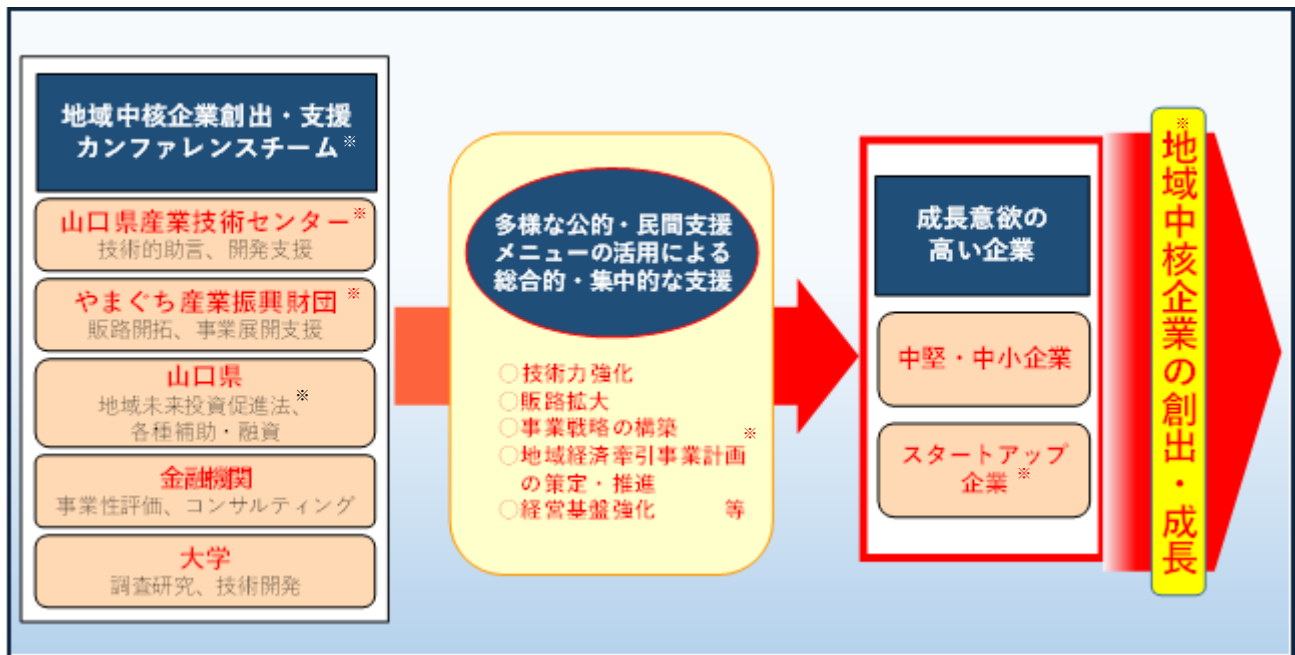 地域中核企業創出・支援
カンファレンスチーム※
山口県産業技術センター※
技術的助言、開発支援
やまぐち産業振興財団※
販路開拓、事業展開支援
山口県
地域未来投資促進法、※
各種補助・融資
金融機関
事業性評価、コンサルティング
大学
調査研究、技術開発
多様な公的・民間支援
メニューの活用による
総合的・集中的な支援
○技術力強化
○販路拡大
○事業戦略の構築
○地域経済牽引事業計画※
の策定・推進
○経営基盤強化 等
成長意欲の
高い企業
中堅・中小企業
スタートアップ
企業※
※地域中核企業の創出・成長